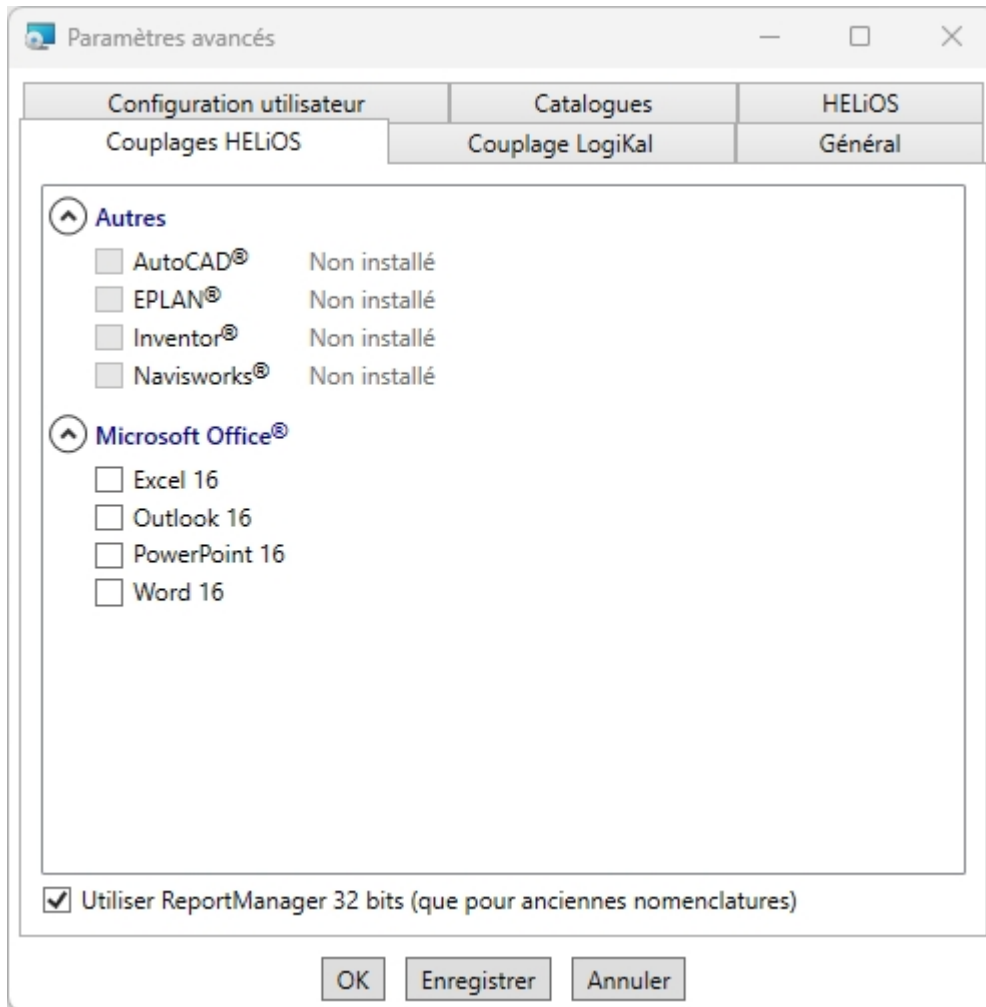 Paramètres avancés
Configuration utilisateur
Catalogues
HELiOS
Couplages HELiOS
Couplage LogiKal
Général
Autres
AutoCAD® Non installé
EPLAN® Non installé
Inventor® Non installé
Navisworks® Non installé
Microsoft Office®
Excel 16
Outlook 16
PowerPoint 16
Word 16
Utiliser ReportManager 32 bits (que pour anciennes nomenclatures)
OK
Enregistrer
Annuler